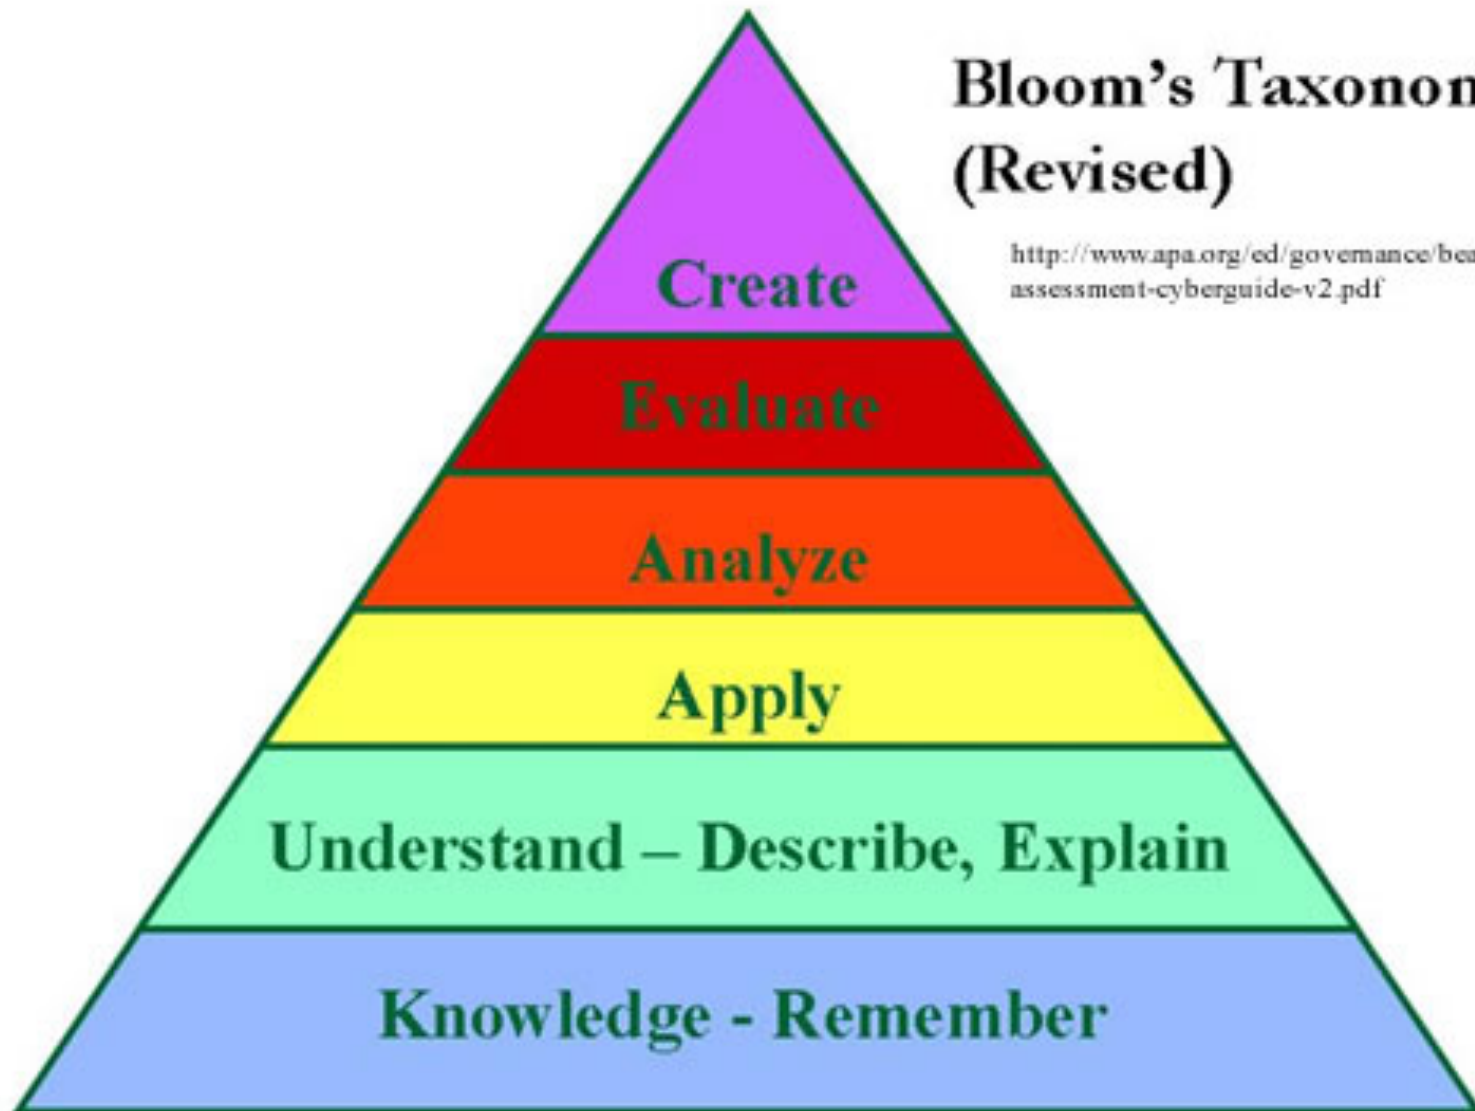 Bloom's Taxonom
(Revised)
http://www.apa.org/ed/governance/bea
assessment-cyberguide-v2.pdf
Create
Evaluate
Analyze
Apply
Understand – Describe, Explain
Knowledge - Remember